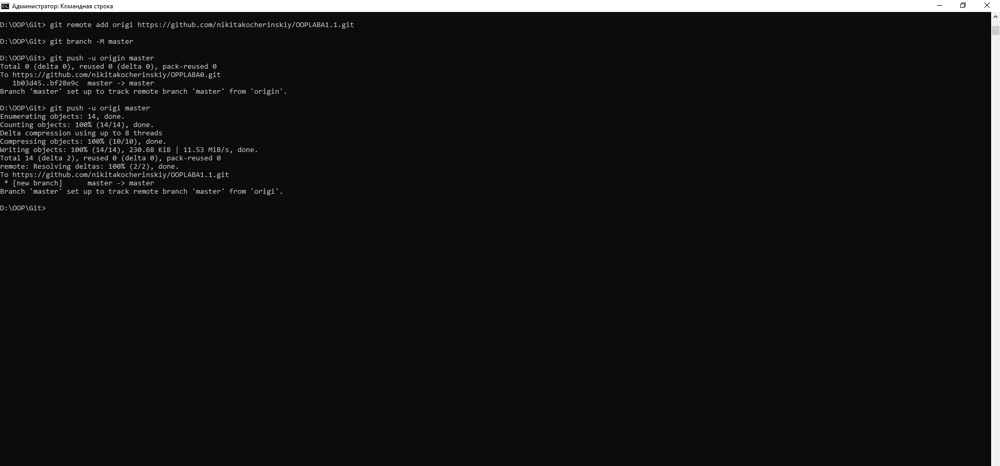 Администратор: Командная строка
D:\OOP\Git> git remote add origi https://github.com/nikitakocherinskiy/OOPLABA1.1.git
D:\OOP\Git> git branch -M master
D:\OOP\Git> git push -u origin master
Total 0 (delta 0), reused 0 (delta 0), pack-reused 0
To https://github.com/nikitakocherinskiy/OPPLABA0.git
   1b03d45..bf28e9c  master -> master
Branch 'master' set up to track remote branch 'master' from 'origin'.
D:\OOP\Git> git push -u origi master
Enumerating objects: 14, done.
Counting objects: 100% (14/14), done.
Delta compression using up to 8 threads
Compressing objects: 100% (10/10), done.
Writing objects: 100% (14/14), 230.68 KiB | 11.53 MiB/s, done.
Total 14 (delta 2), reused 0 (delta 0), pack-reused 0
remote: Resolving deltas: 100% (2/2), done.
To https://github.com/nikitakocherinskiy/OOPLABA1.1.git
 * [new branch]      master -> master
Branch 'master' set up to track remote branch 'master' from 'origi'.
D:\OOP\Git>